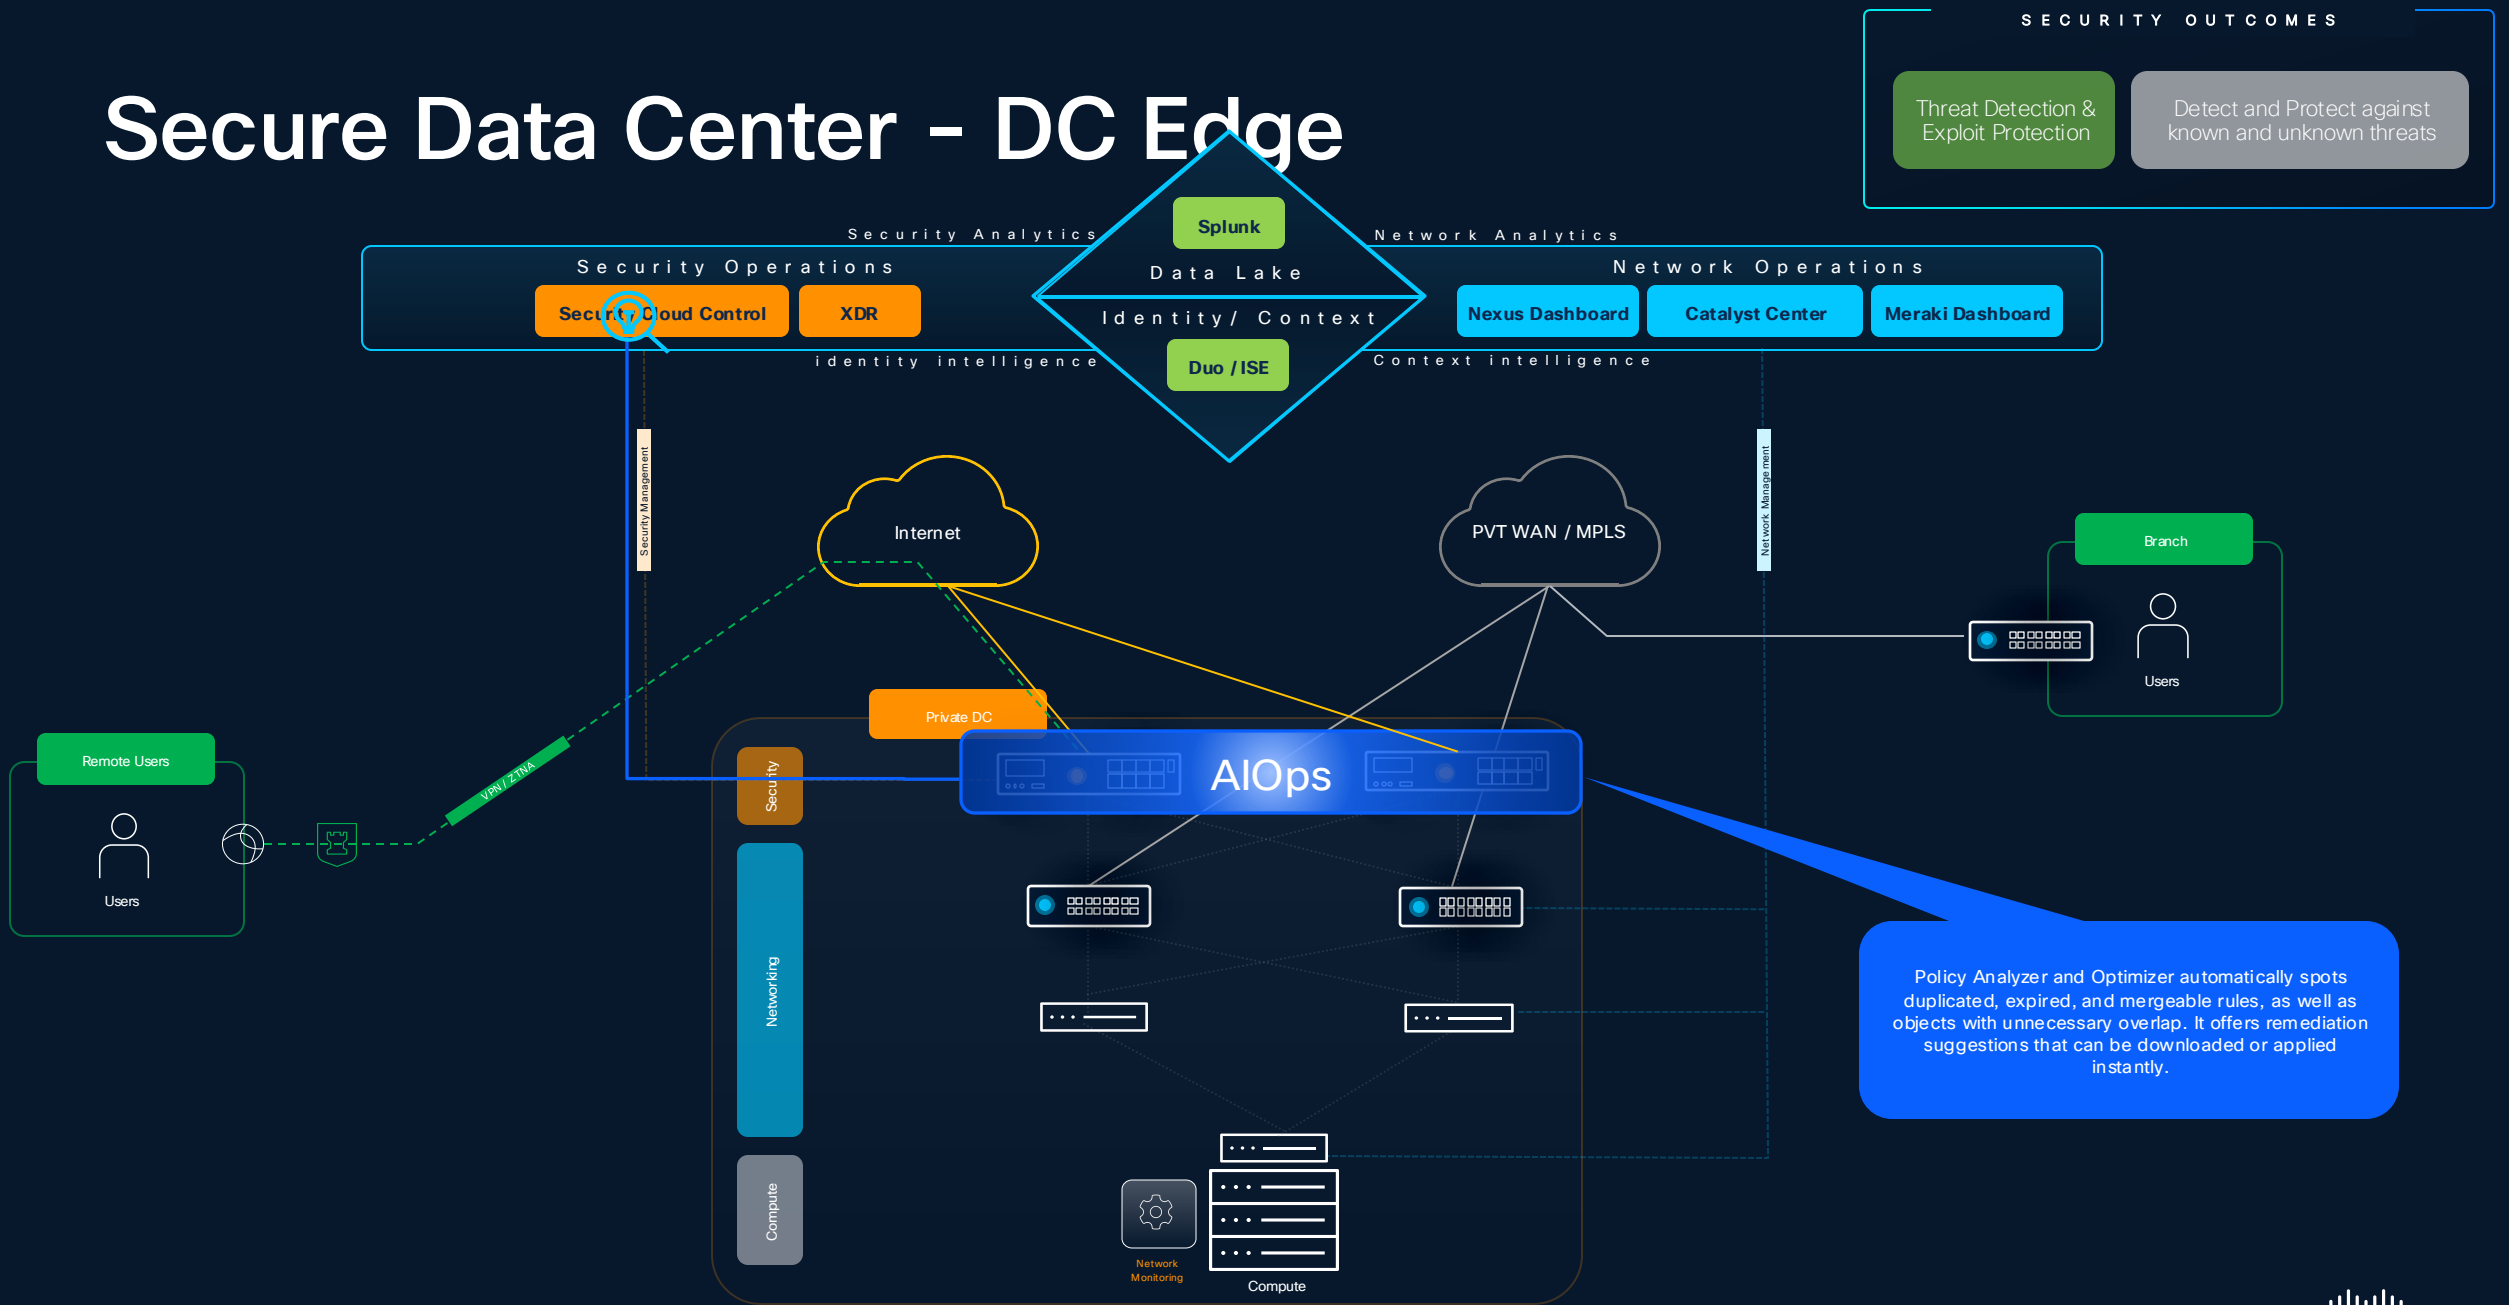 SECURITY OUTCOMES
Threat Detection &
Exploit Protection
Detect and Protect against
known and unknown threats
Secure Data Center - DC Edge
Security Analytics
Network Analytics
Security Operations
Security Cloud Control
XDR
identity intelligence
Splunk
Data Lake
Identity/ Context
Duo / ISE
Network Operations
Nexus Dashboard
Catalyst Center
Meraki Dashboard
Context intelligence
Security Management
Network Management
Internet
PVT WAN / MPLS
Branch
Users
Remote Users
Users
VPN / ZTNA
Private DC
Security
AIOps
Networking
Compute
Network
Monitoring
Compute
Policy Analyzer and Optimizer automatically spots
duplicated, expired, and mergeable rules, as well as
objects with unnecessary overlap. It offers remediation
suggestions that can be downloaded or applied
instantly.